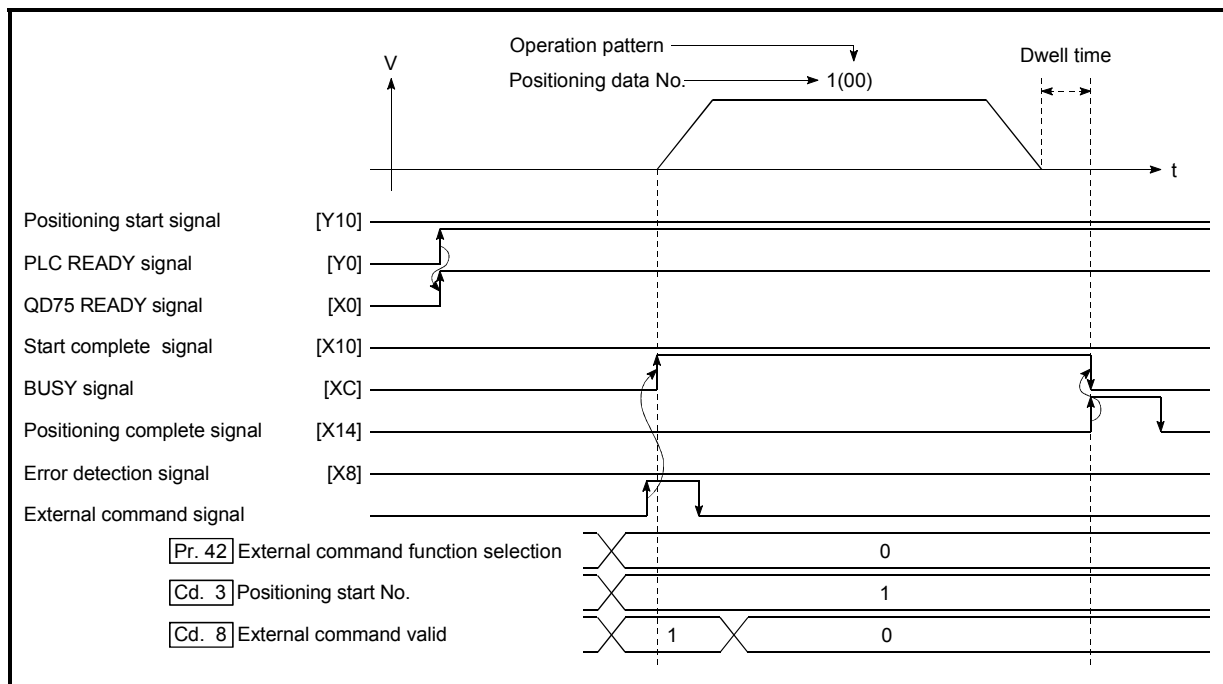 Operation pattern
Dwell time
V
Positioning data No. 1(00)
t
Positioning start signal [Y10]
PLC READY signal [Y0]
QD75 READY signal [X0]
Start complete signal [X10]
BUSY signal [XC]
Positioning complete signal [X14]
Error detection signal [X8]
External command signal
Pr. 42 External command function selection 0
Cd. 3 Positioning start No. 1
Cd. 8 External command valid 1 0